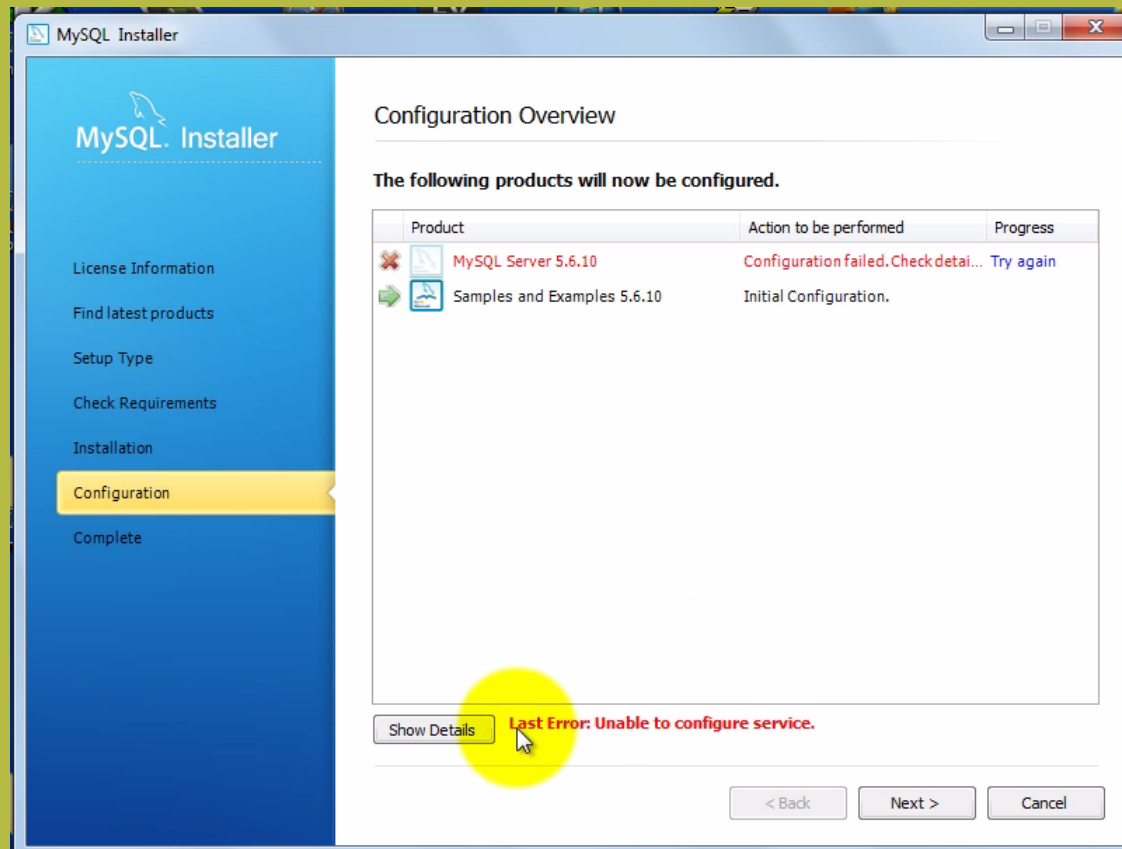 MySQL Installer
MySQL. Installer
License Information
Find latest products
Setup Type
Check Requirements
Installation
Configuration
Complete
Configuration Overview
The following products will now be configured.
Product Action to be performed Progress
MySQL Server 5.6.10 Configuration failed.Check detai... Try again
Samples and Examples 5.6.10 Initial Configuration.
Show Details Last Error: Unable to configure service.
< Back Next > Cancel